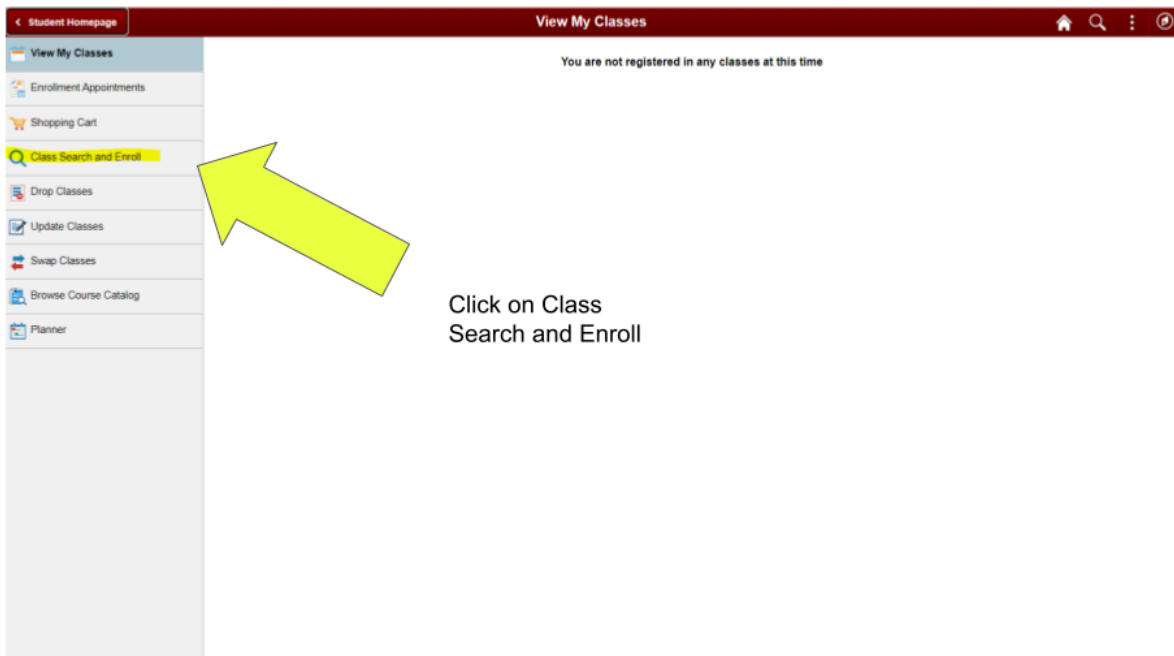 Student Homepage
View My Classes
View My Classes
You are not registered in any classes at this time
Enrollment Appointments
Shopping Cart
Class Search and Enroll
Drop Classes
Update Classes
Swap Classes
Browse Course Catalog
Planner
Click on Class
Search and Enroll